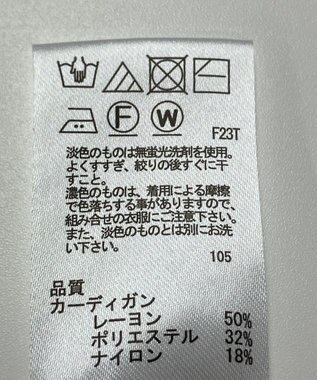 F
W
F23T
淡色のものは無蛍光洗剤を使用。
よくすすぎ、絞りの後すぐに干
すこと。
濃色のものは、着用による摩擦
で色落ちする事がありますので、
組み合せの衣服にご注意下さい。
また、淡色のものとは別にお洗
い下さい。
105
品質
カーディガン
レーヨン 50%
ポリエステル 32%
ナイロン 18%